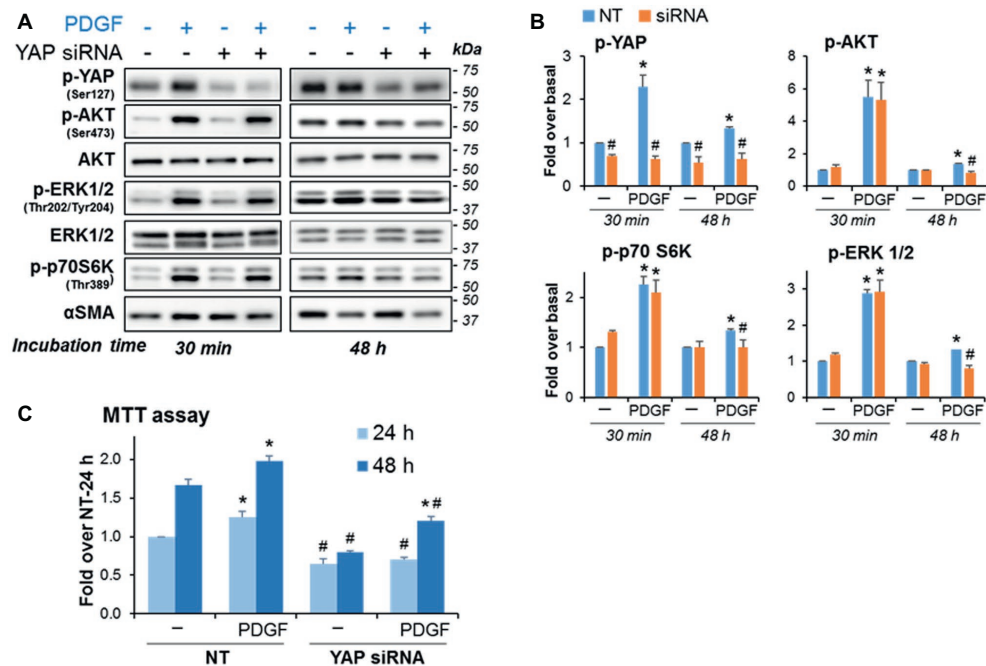 A
PDGF - + - + - + - +
YAP siRNA - - + + - - + + kDa
p-YAP
(Ser127)
75
50
p-AKT
(Ser473)
75
50
AKT
50
p-ERK1/2
(Thr202/Tyr204)
50
37
ERK1/2
50
37
p-p70S6K
(Thr389)
75
50
αSMA
50
37
Incubation time 30 min 48 h
B
NT siRNA
p-YAP
Fold over basal
3
2
1
0
# * # # * #
– PDGF – PDGF
30 min 48 h
p-AKT
8
6
4
2
0
* * * #
– PDGF – PDGF
30 min 48 h
p-p70 S6K
Fold over basal
2
1
0
* * * #
– PDGF – PDGF
30 min 48 h
p-ERK 1/2
4
3
2
1
0
* * * #
– PDGF – PDGF
30 min 48 h
C
MTT assay
24 h
48 h
Fold over NT-24 h
2.0
1.5
1.0
0.5
0.0
* * # # # *#
– PDGF – PDGF
NT YAP siRNA